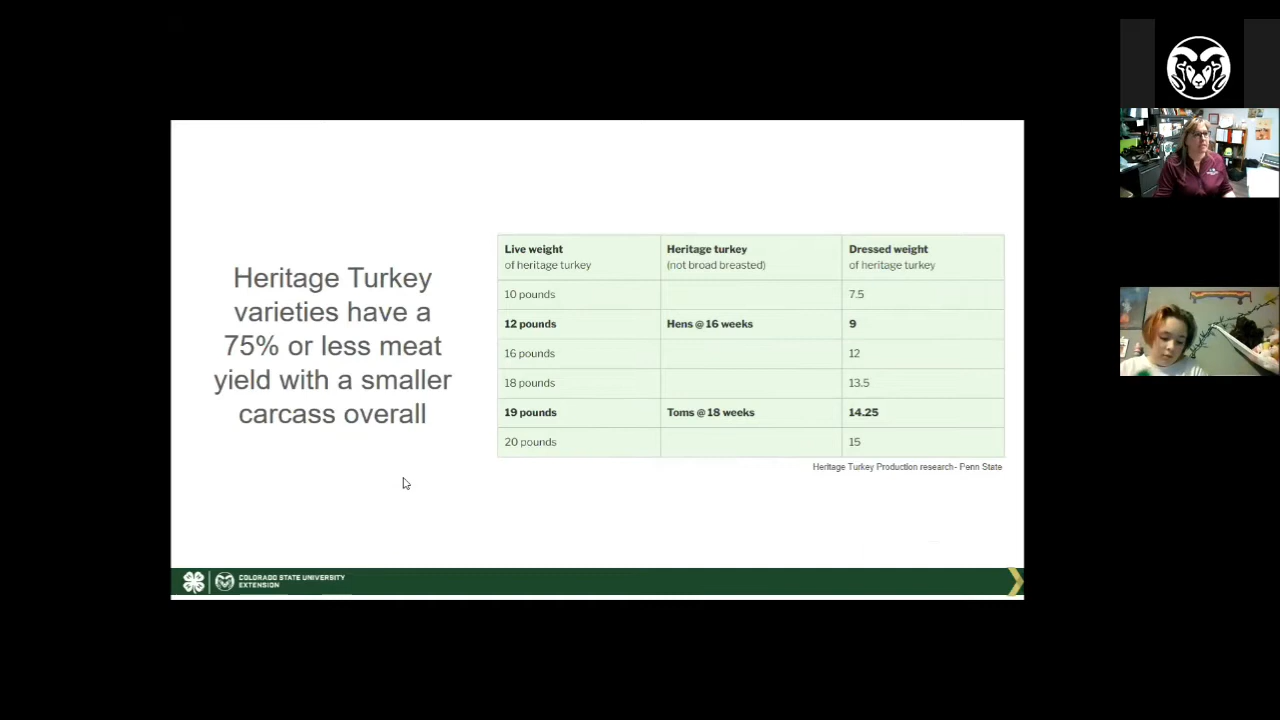 Heritage Turkey
varieties have a
75% or less meat
yield with a smaller
carcass overall
Live weight
of heritage turkey
Heritage turkey
(not broad breasted)
Dressed weight
of heritage turkey
10 pounds
7.5
12 pounds
Hens @ 16 weeks
9
16 pounds
12
18 pounds
13.5
19 pounds
Toms @ 18 weeks
14.25
20 pounds
15
Heritage Turkey Production research- Penn State
COLORADO STATE UNIVERSITY
EXTENSION